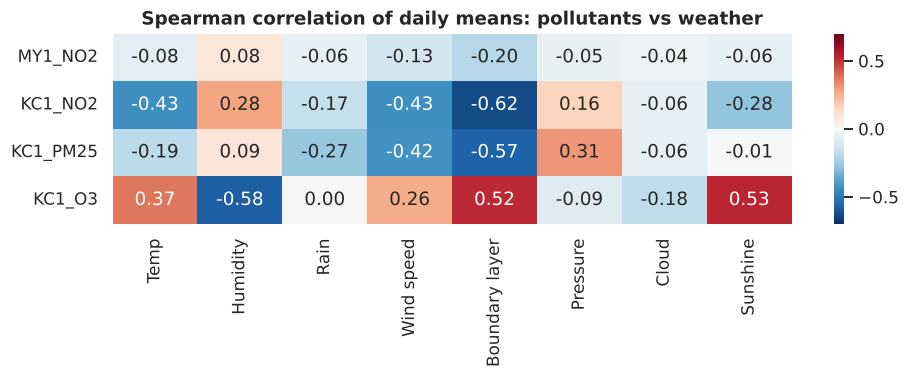 Spearman correlation of daily means: pollutants vs weather
MY1_NO2 -0.08 0.08 -0.06 -0.13 -0.20 -0.05 -0.04 -0.06
KC1_NO2 -0.43 0.28 -0.17 -0.43 -0.62 0.16 -0.06 -0.28
KC1_PM25 -0.19 0.09 -0.27 -0.42 -0.57 0.31 -0.06 -0.01
KC1_O3 0.37 -0.58 0.00 0.26 0.52 -0.09 -0.18 0.53
Temp
Humidity
Rain
Wind speed
Boundary layer
Pressure
Cloud
Sunshine
0.5
0.0
−0.5